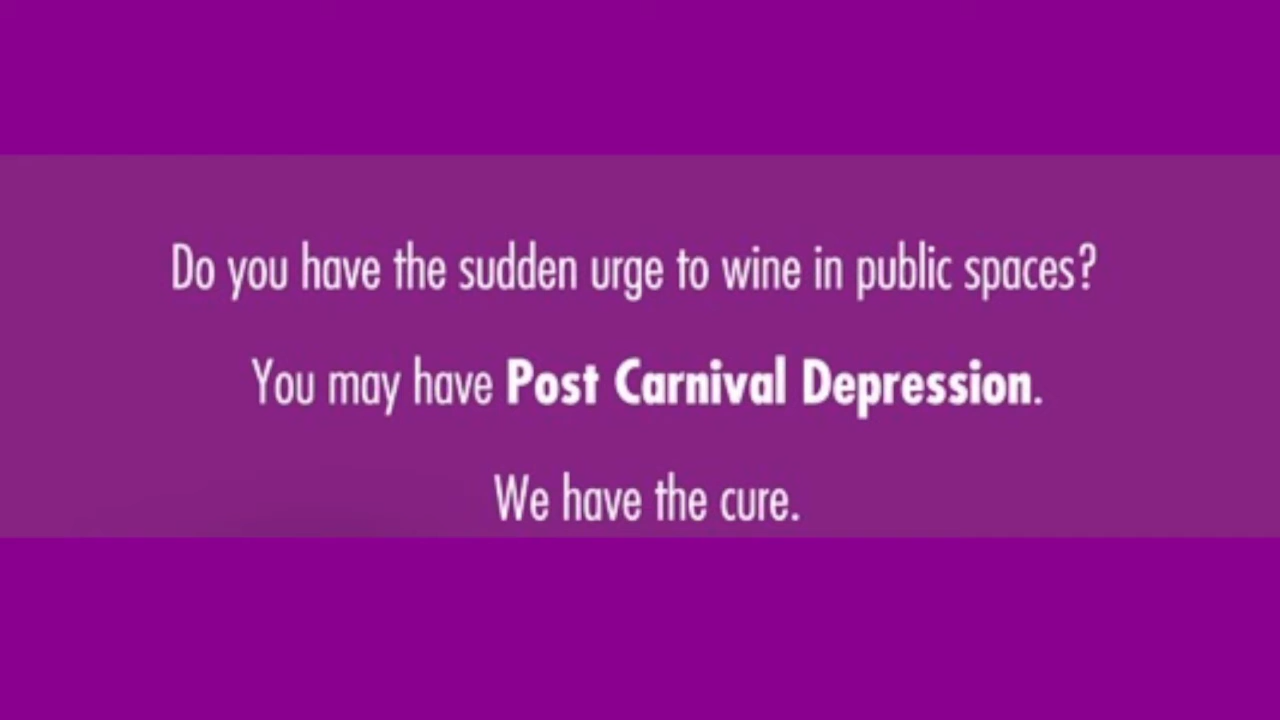 Do you have the sudden urge to wine in public spaces?
You may have Post Carnival Depression.
We have the cure.